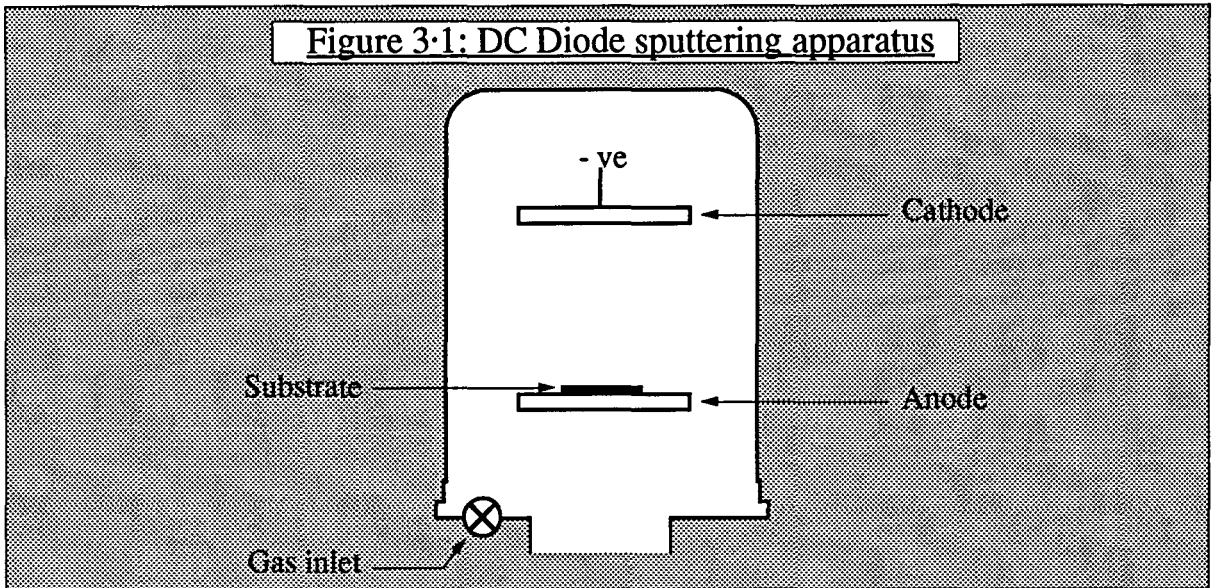 Figure 3·1: DC Diode sputtering apparatus
- ve
Cathode
Substrate
Anode
Gas inlet